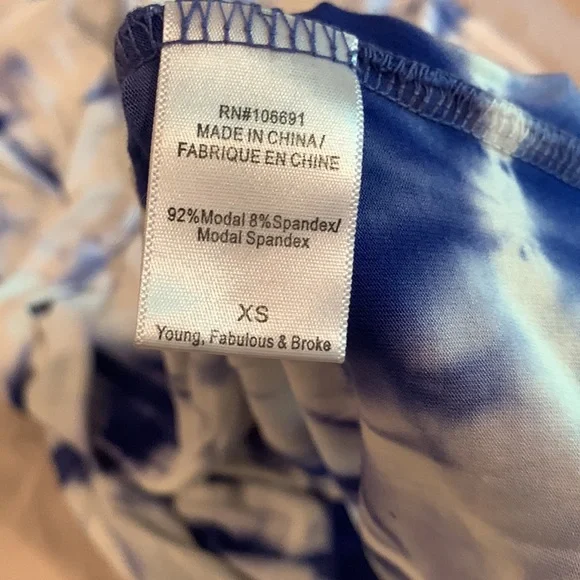 RN#106691
MADE IN CHINA/
FABRIQUE EN CHINE
92%Modal 8%Spandex/
Modal Spandex
XS
Young, Fabulous & Broke